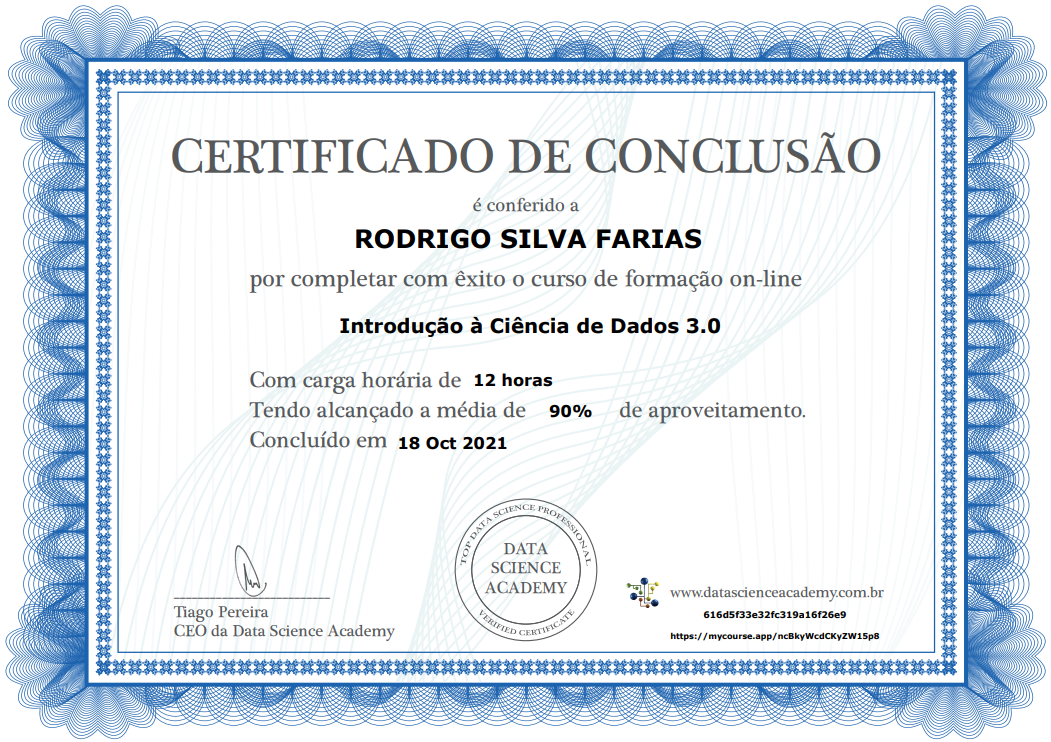 CERTIFICADO DE CONCLUSÃO
é conferido a
RODRIGO SILVA FARIAS
por completar com êxito o curso de formação on-line
Introdução à Ciência de Dados 3.0
Com carga horária de 12 horas
Tendo alcançado a média de 90% de aproveitamento.
Concluído em 18 Oct 2021
TOP DATA SCIENCE PROFESSIONAL
DATA
SCIENCE
ACADEMY
VERIFIED CERTIFICATE
Tiago Pereira
CEO da Data Science Academy
www.datascienceacademy.com.br
616d5f33e32fc319a16f26e9
https://mycourse.app/ncBkyWcdCKyZW15p8